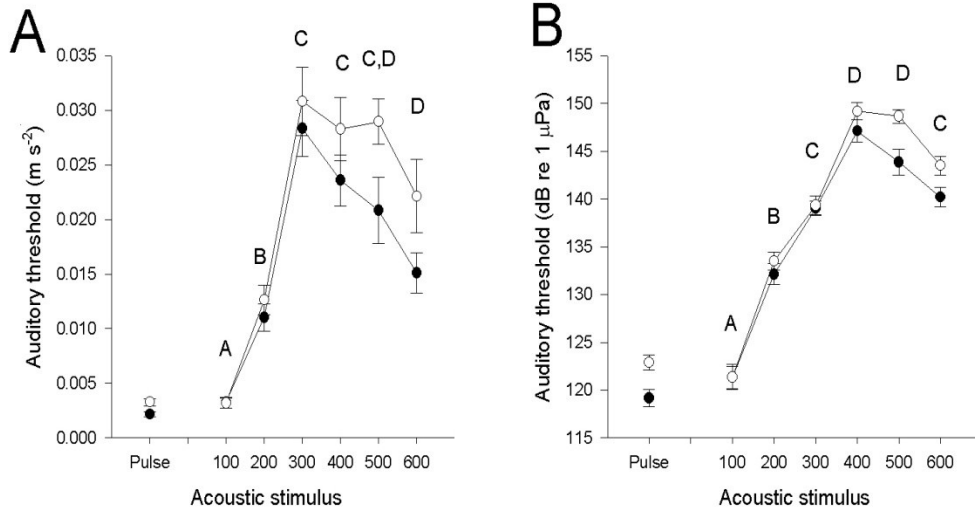 A
Auditory threshold (m s-2)
0.035
0.030
0.025
0.020
0.015
0.010
0.005
0.000
A
B
C
C
C,D
D
Pulse
100
200
300
400
500
600
Acoustic stimulus
B
Auditory threshold (dB re 1 µPa)
155
150
145
140
135
130
125
120
115
A
B
C
D
D
C
Pulse
100
200
300
400
500
600
Acoustic stimulus